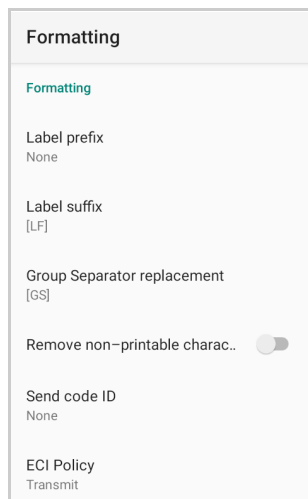 Formatting
Formatting
Label prefix
None
Label suffix
[LF]
Group Separator replacement
[GS]
Remove non–printable charac..
Send code ID
None
ECI Policy
Transmit